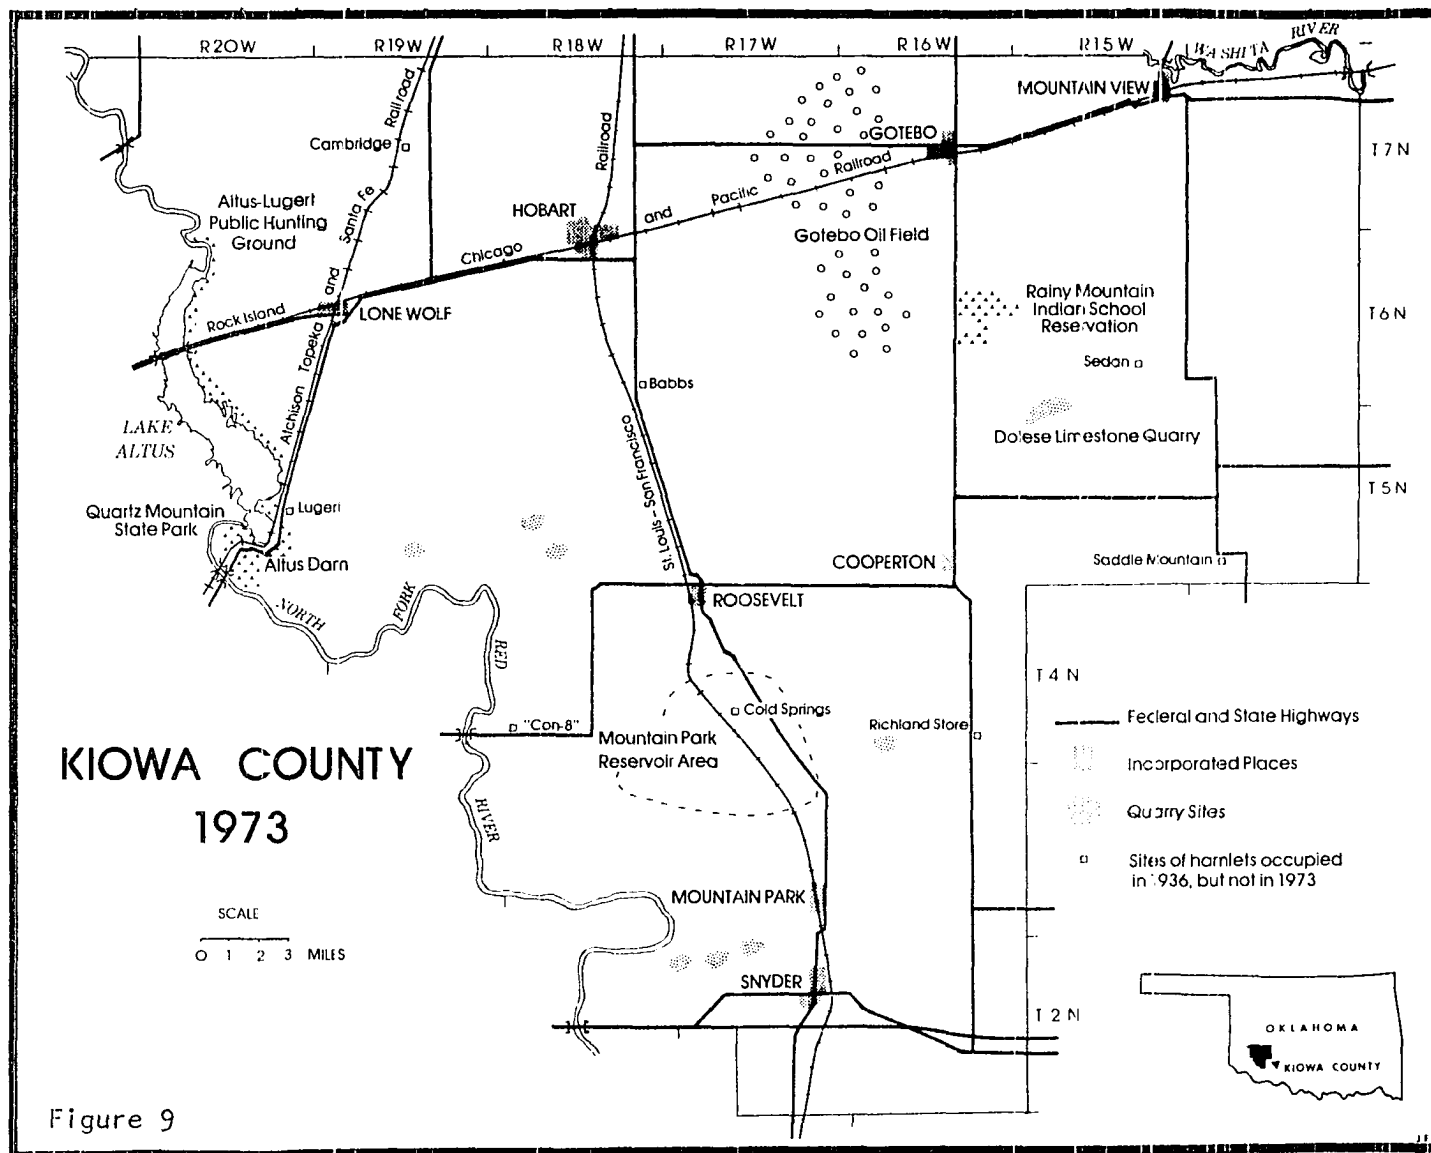 R20W
R19W
R18W
R17W
R16W
R15W
WASHITA RIVER
MOUNTAIN VIEW
Cambridge
Railroad
Railroad
GOTEBO
T7N
Altus-Lugert
Public Hunting
Ground
Santa Fe
HOBART
and Pacific Railroad
Chicago
Gotebo Oil Field
and
Rock Island
LONE WOLF
Rainy Mountain
Indian School
Reservation
T6N
Atchison Topeka
Sedan
Babbs
LAKE
ALTUS
St. Louis - San Francisco
Dolese Limestone Quarry
T5N
Quartz Mountain
State Park
Lugert
Altus Dam
COOPERTON
Saddle Mountain
NORTH FORK RED RIVER
ROOSEVELT
T4N
"Con-8"
Cold Springs
Richland Store
Mountain Park
Reservoir Area
KIOWA COUNTY
1973
Federal and State Highways
Incorporated Places
Quarry Sites
Sites of hamlets occupied
in 1936, but not in 1973
SCALE
0 1 2 3 MILES
MOUNTAIN PARK
SNYDER
T2N
OKLAHOMA
KIOWA COUNTY
Figure 9